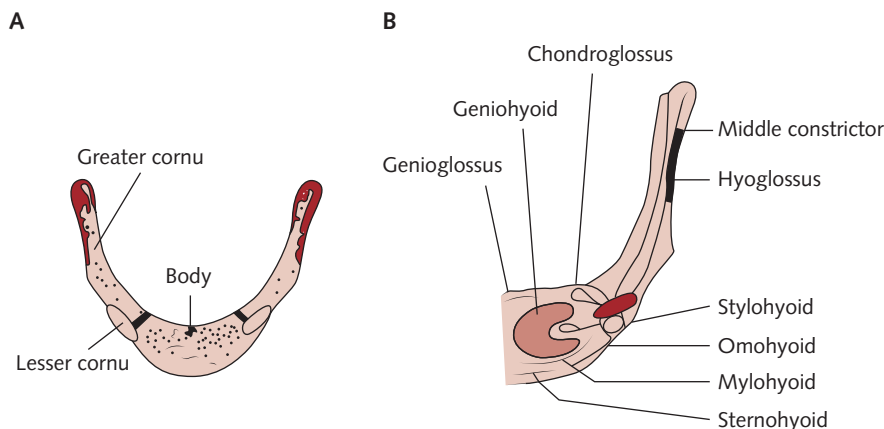 A
Greater cornu
Body
Lesser cornu
B
Chondroglossus
Geniohyoid
Genioglossus
Middle constrictor
Hyoglossus
Stylohyoid
Omohyoid
Mylohyoid
Sternohyoid